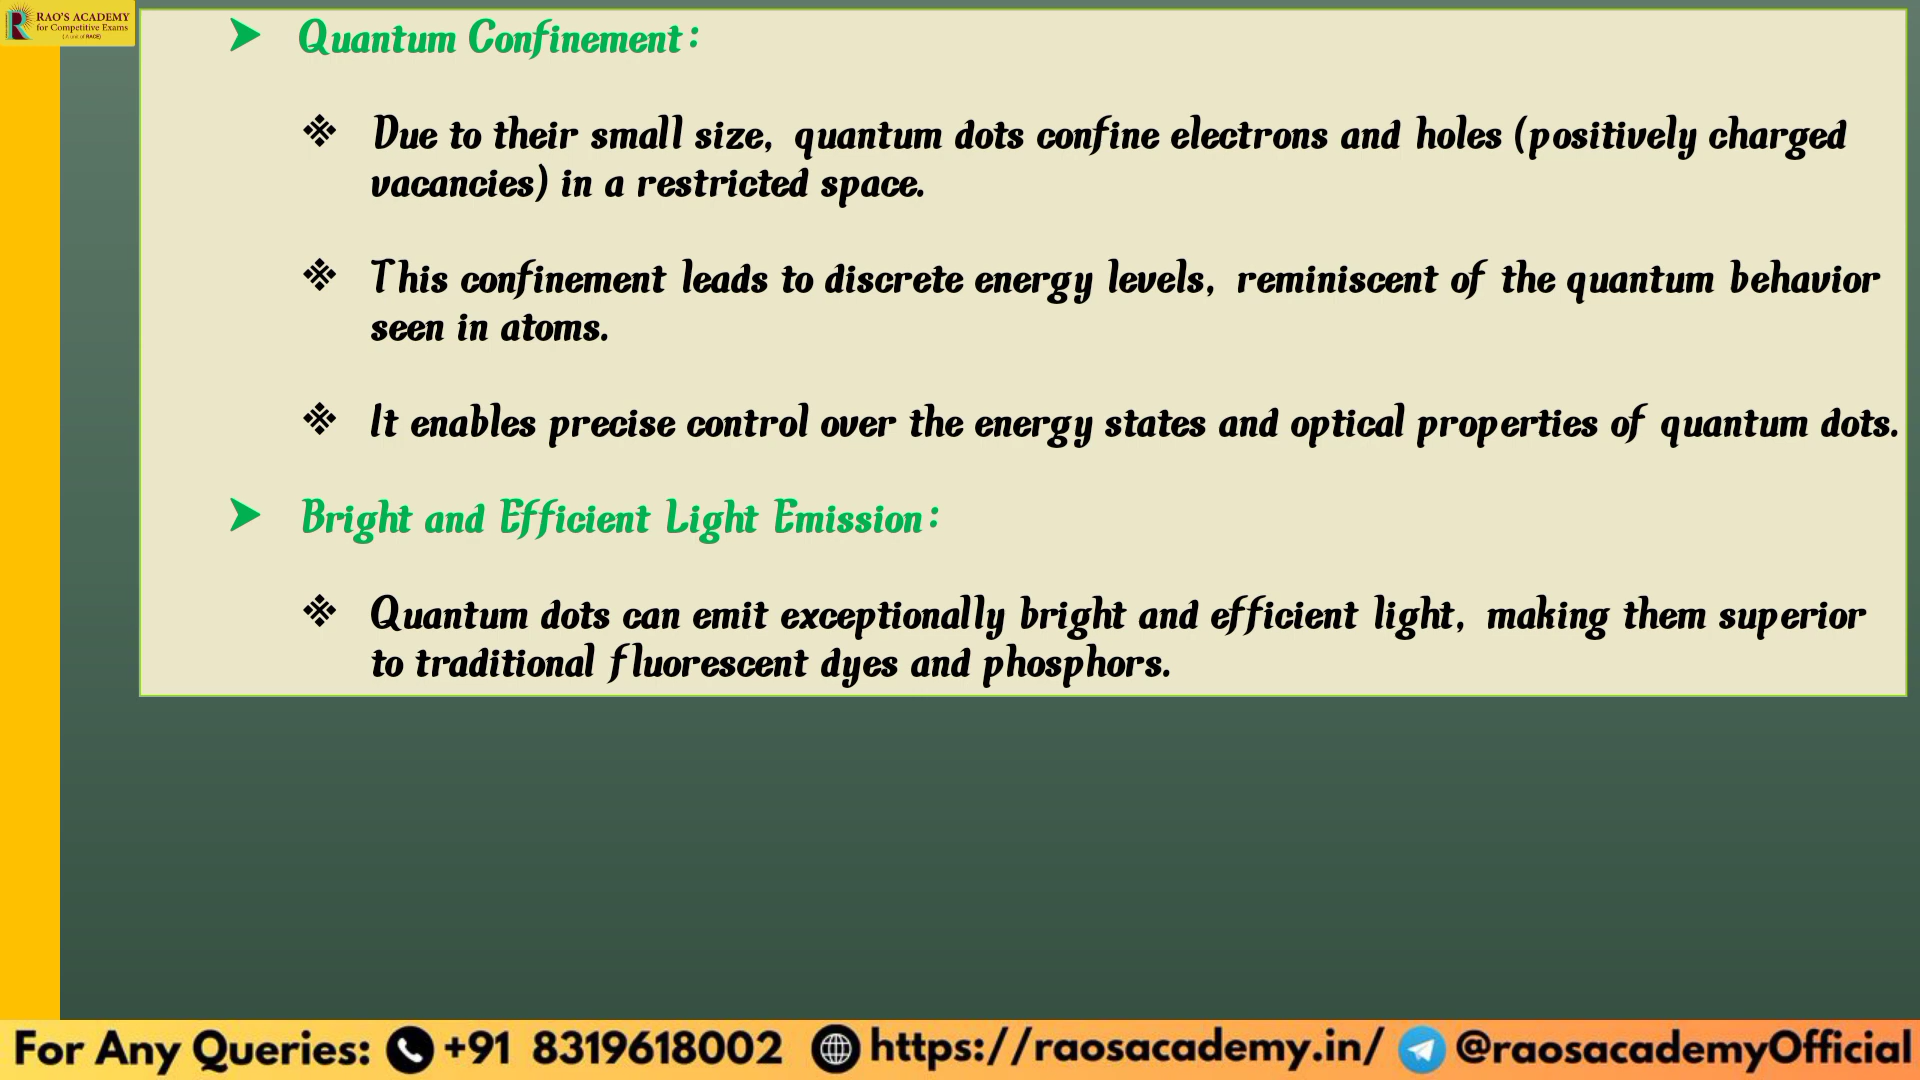 RAO'S ACADEMY
for Competitive Exams
(A unit of RACE)
➤ Quantum Confinement:
❖ Due to their small size, quantum dots confine electrons and holes (positively charged
vacancies) in a restricted space.
❖ This confinement leads to discrete energy levels, reminiscent of the quantum behavior
seen in atoms.
❖ It enables precise control over the energy states and optical properties of quantum dots.
➤ Bright and Efficient Light Emission:
❖ Quantum dots can emit exceptionally bright and efficient light, making them superior
to traditional fluorescent dyes and phosphors.
For Any Queries: +91 8319618002 https://raosacademy.in/ @raosacademyOfficial